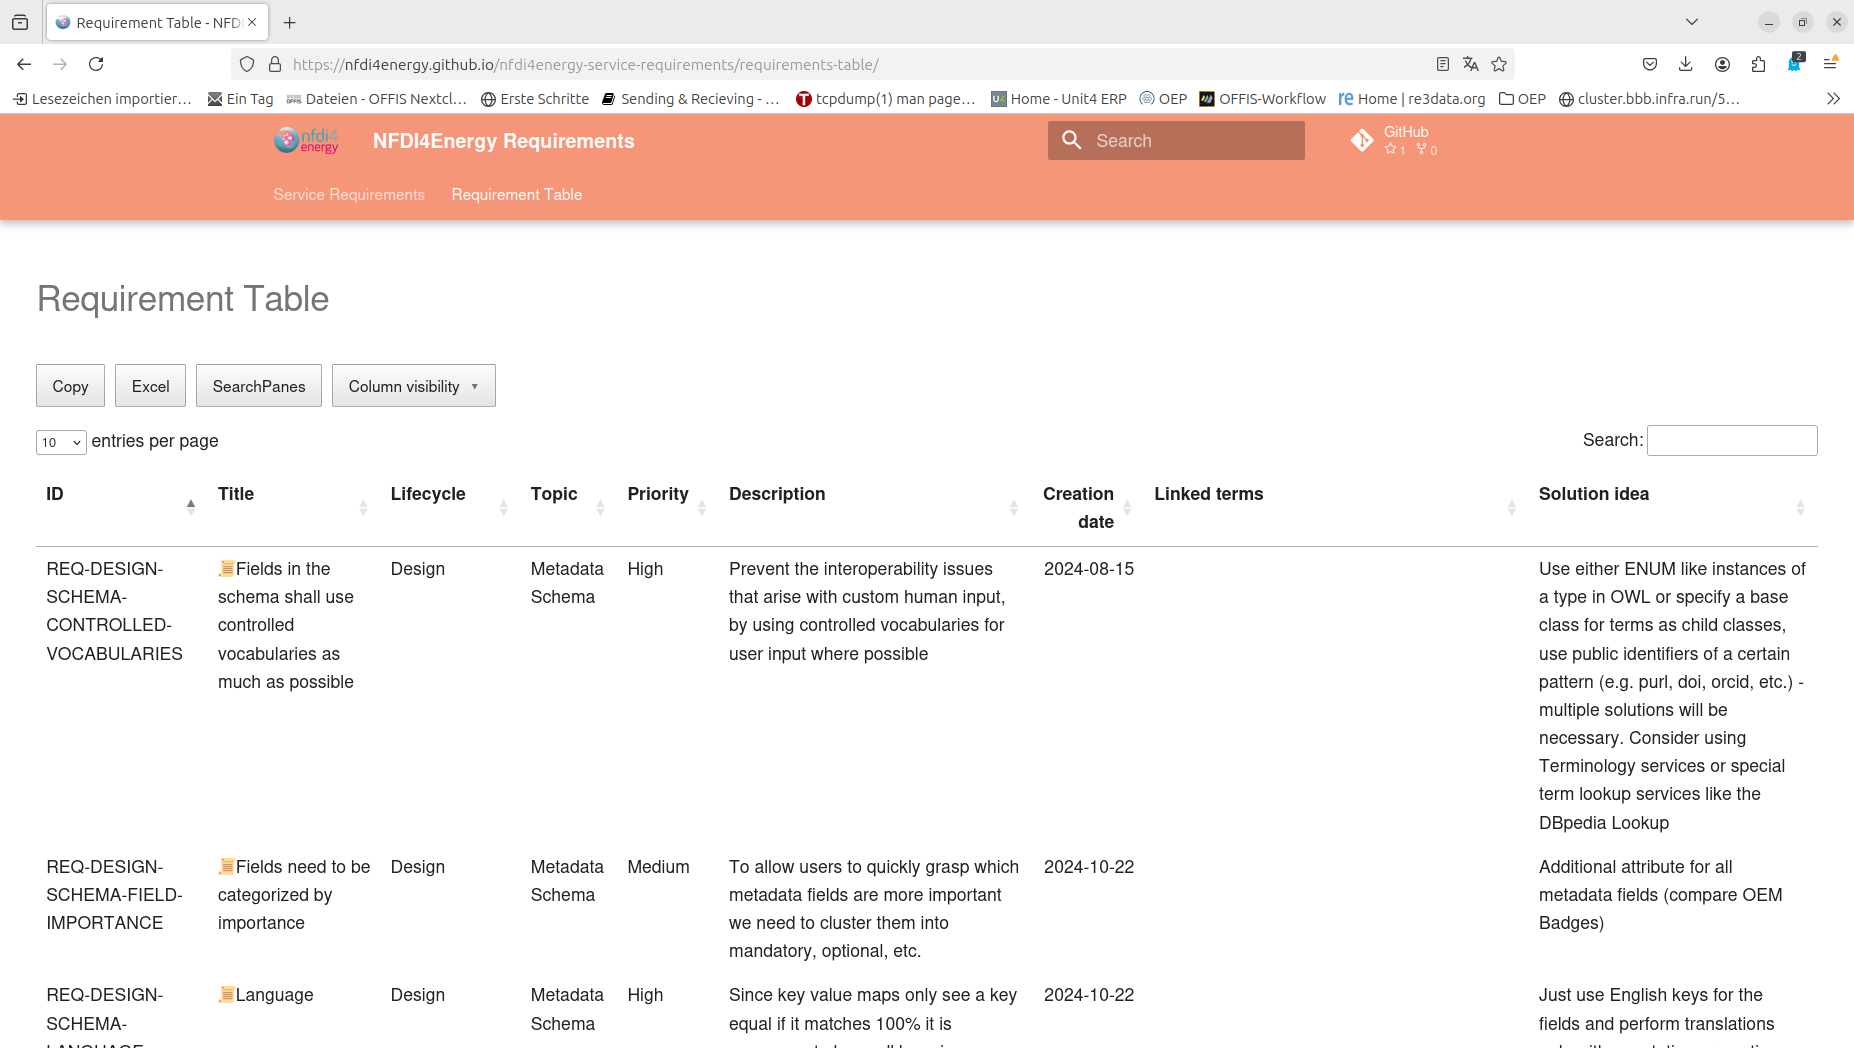 Requirement Table - NFD
https://nfdi4energy.github.io/nfdi4energy-service-requirements/requirements-table/
2
Lesezeichen importier… Ein Tag Dateien - OFFIS Nextcl… Erste Schritte Sending & Recieving - … tcpdump(1) man page… Home - Unit4 ERP OEP OFFIS-Workflow Home | re3data.org OEP cluster.bbb.infra.run/5…
nfdi4
energy
NFDI4Energy Requirements
Search
GitHub
1 0
Service Requirements Requirement Table
Requirement Table
Copy Excel SearchPanes Column visibility
10 entries per page Search:
ID Title Lifecycle Topic Priority Description Creation Linked terms Solution idea
date
REQ-DESIGN- Fields in the Design Metadata High Prevent the interoperability issues 2024-08-15 Use either ENUM like instances of
SCHEMA- schema shall use Schema that arise with custom human input, a type in OWL or specify a base
CONTROLLED- controlled by using controlled vocabularies for class for terms as child classes,
VOCABULARIES vocabularies as user input where possible use public identifiers of a certain
much as possible pattern (e.g. purl, doi, orcid, etc.) -
multiple solutions will be
necessary. Consider using
Terminology services or special
term lookup services like the
DBpedia Lookup
REQ-DESIGN- Fields need to be Design Metadata Medium To allow users to quickly grasp which 2024-10-22 Additional attribute for all
SCHEMA-FIELD- categorized by Schema metadata fields are more important metadata fields (compare OEM
IMPORTANCE importance we need to cluster them into Badges)
mandatory, optional, etc.
REQ-DESIGN- Language Design Metadata High Since key value maps only see a key 2024-10-22 Just use English keys for the
SCHEMA- Schema equal if it matches 100% it is fields and perform translations